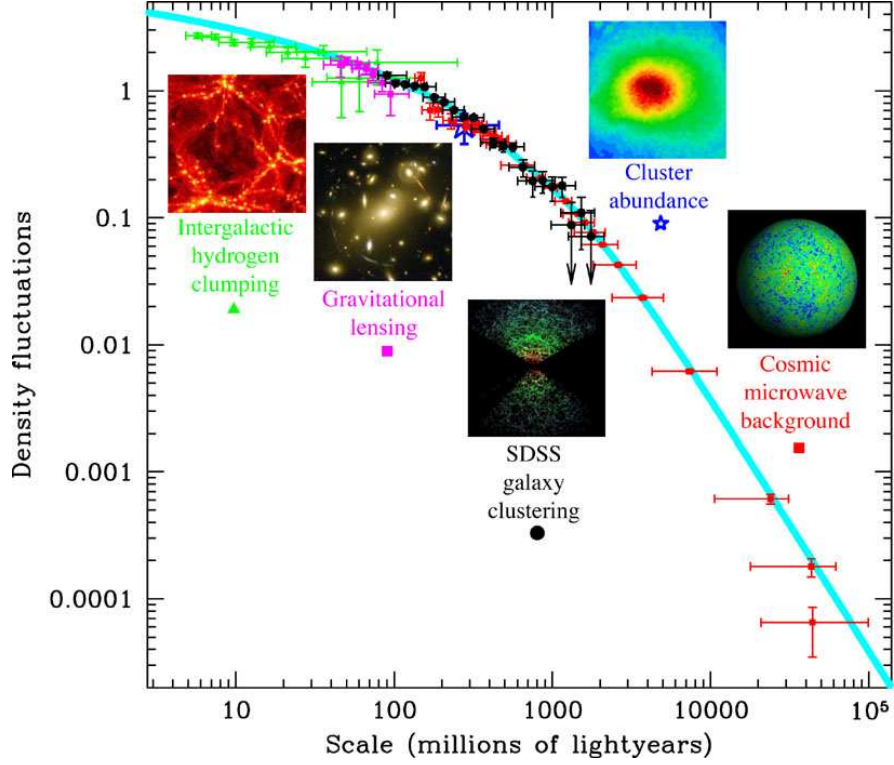 Density fluctuations
1
0.1
0.01
0.001
0.0001
Intergalactic
hydrogen
clumping
Gravitational
lensing
SDSS
galaxy
clustering
Cluster
abundance
Cosmic
microwave
background
10
100
1000
10000
10⁵
Scale (millions of lightyears)